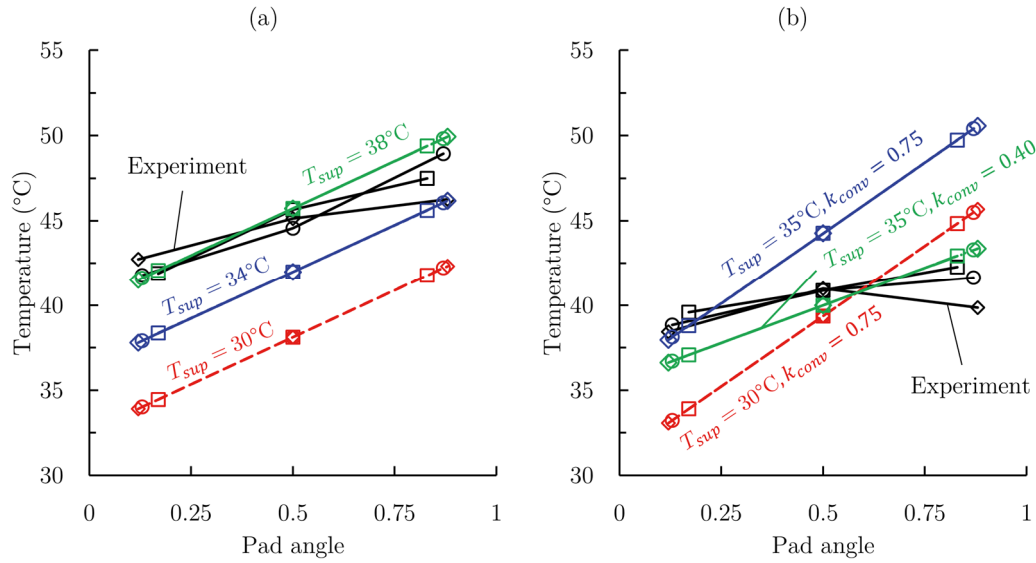 (a)
55
50
45
40
35
30
Temperature (°C)
Experiment
T_sup = 38°C
T_sup = 34°C
T_sup = 30°C
0
0.25
0.5
0.75
1
Pad angle
(b)
55
50
45
40
35
30
Temperature (°C)
T_sup = 35°C, k_conv = 0.75
T_sup = 35°C, k_conv = 0.40
T_sup = 30°C, k_conv = 0.75
Experiment
0
0.25
0.5
0.75
1
Pad angle